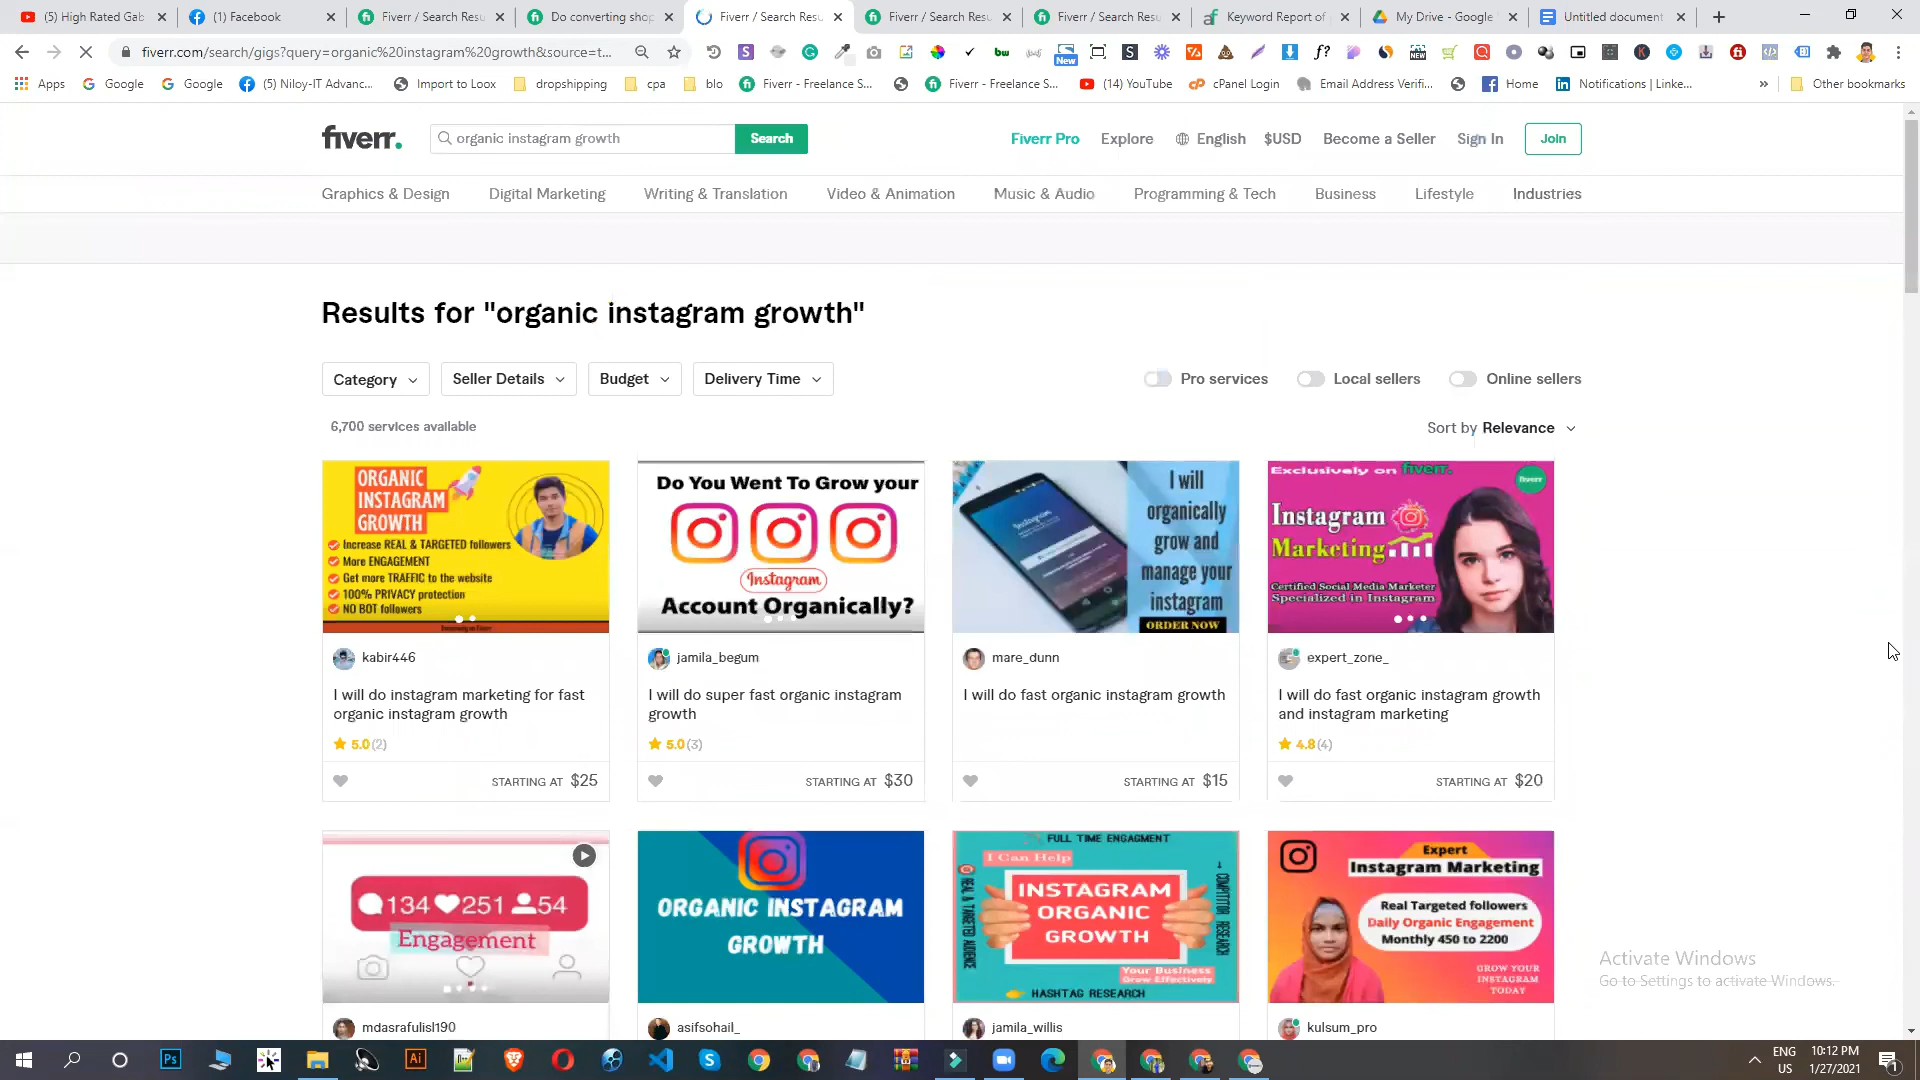 (5) High Rated Gab
(1) Facebook
Fiverr / Search Resu
Do converting shop
Fiverr / Search Resu
Fiverr / Search Resu
Fiverr / Search Resu
Keyword Report of
My Drive - Google
Untitled document
fiverr.com/search/gigs?query=organic%20instagram%20growth&source=t...
New
Apps
Google
Google
(5) Niloy-IT Advanc...
Import to Loox
dropshipping
cpa
blo
Fiverr - Freelance S...
Fiverr - Freelance S...
(14) YouTube
cPanel Login
Email Address Verifi...
Home
Notifications | Linke...
»
Other bookmarks
fiverr.
organic instagram growth
Search
Fiverr Pro
Explore
English
$USD
Become a Seller
Sign In
Join
Graphics & Design
Digital Marketing
Writing & Translation
Video & Animation
Music & Audio
Programming & Tech
Business
Lifestyle
Industries
Results for "organic instagram growth"
Category
Seller Details
Budget
Delivery Time
Pro services
Local sellers
Online sellers
6,700 services available
Sort by Relevance
ORGANIC
INSTAGRAM
GROWTH
Increase REAL & TARGETED followers
More ENGAGEMENT
Get more TRAFFIC to the website
100% PRIVACY protection
NO BOT followers
Do You Went To Grow your
Instagram
Account Organically?
I will
organically
grow and
manage your
instagram
ORDER NOW
Exclusively on fiverr.
fiverr
Instagram
Marketing
Certified Social Media Marketer
Specialized in Instagram
kabir446
jamila_begum
mare_dunn
expert_zone_
I will do instagram marketing for fast
organic instagram growth
I will do super fast organic instagram
growth
I will do fast organic instagram growth
I will do fast organic instagram growth
and instagram marketing
5.0 (2)
5.0 (3)
4.8 (4)
STARTING AT $25
STARTING AT $30
STARTING AT $15
STARTING AT $20
134 251 54
Engagement
ORGANIC INSTAGRAM
GROWTH
FULL TIME ENGAGMENT
I Can Help
REAL & TARGETED AUDIENCE
INSTAGRAM
ORGANIC
GROWTH
COMPTITOR RESEARCH
Your Business
Grow Effectively
HASHTAG RESEARCH
Expert
Instagram Marketing
Real Targeted followers
Daily Organic Engagement
Monthly 450 to 2200
GROW YOUR
INSTAGRAM
TODAY
mdasrafulisl190
asifsohail_
jamila_willis
kulsum_pro
Activate Windows
Go to Settings to activate Windows.
ENG
US
10:12 PM
1/27/2021